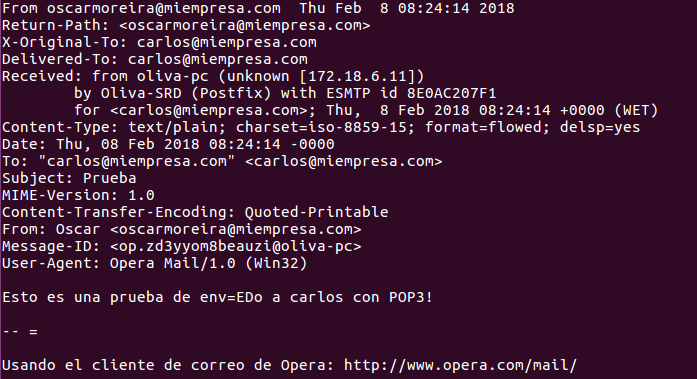 From oscarmoreira@miempresa.com  Thu Feb  8 08:24:14 2018
Return-Path: <oscarmoreira@miempresa.com>
X-Original-To: carlos@miempresa.com
Delivered-To: carlos@miempresa.com
Received: from oliva-pc (unknown [172.18.6.11])
        by Oliva-SRD (Postfix) with ESMTP id 8E0AC207F1
        for <carlos@miempresa.com>; Thu,  8 Feb 2018 08:24:14 +0000 (WET)
Content-Type: text/plain; charset=iso-8859-15; format=flowed; delsp=yes
Date: Thu, 08 Feb 2018 08:24:14 -0000
To: "carlos@miempresa.com" <carlos@miempresa.com>
Subject: Prueba
MIME-Version: 1.0
Content-Transfer-Encoding: Quoted-Printable
From: Oscar <oscarmoreira@miempresa.com>
Message-ID: <op.zd3yyom8beauzi@oliva-pc>
User-Agent: Opera Mail/1.0 (Win32)

Esto es una prueba de env=EDo a carlos con POP3!

-- =

Usando el cliente de correo de Opera: http://www.opera.com/mail/